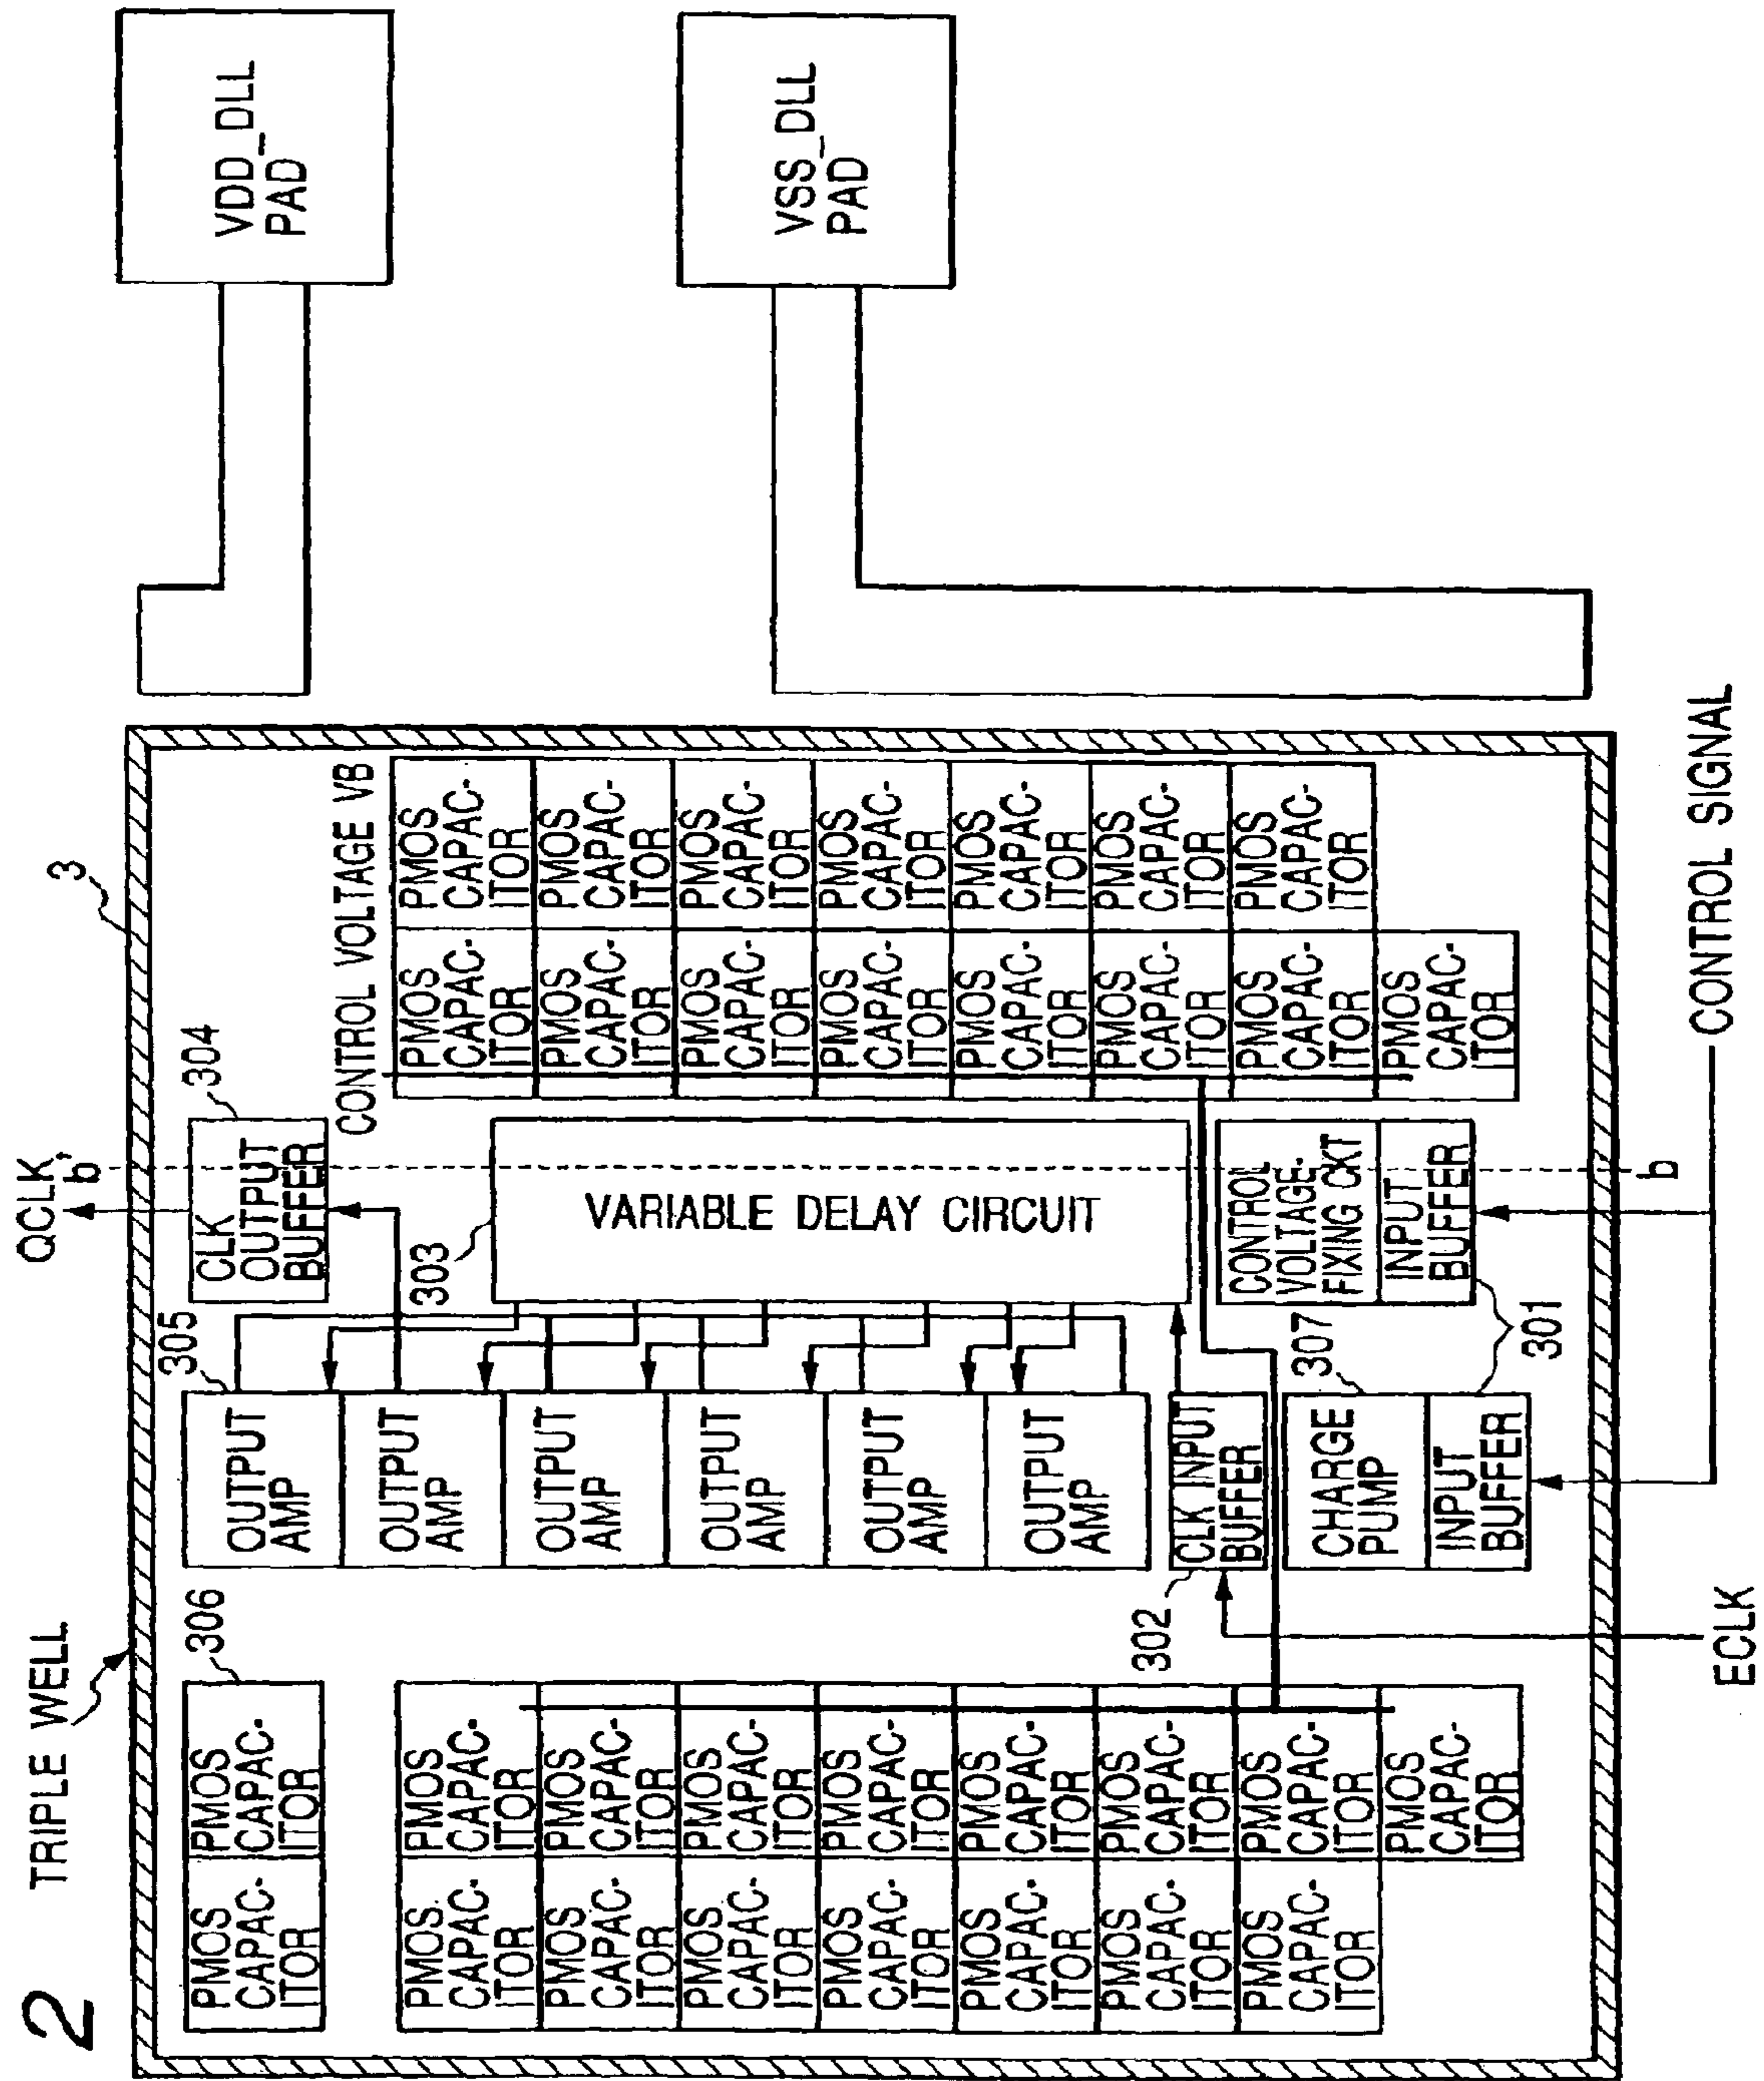 2
TRIPLE WELL
3
QCLK
b'
PMOS
CAPAC-
ITOR
PMOS
CAPAC-
ITOR
306
305
304
CLK
OUTPUT
BUFFER
CONTROL VOLTAGE VB
VDD_DLL
PAD
OUTPUT
AMP
OUTPUT
AMP
OUTPUT
AMP
OUTPUT
AMP
OUTPUT
AMP
OUTPUT
AMP
303
VARIABLE DELAY CIRCUIT
PMOS
CAPAC-
ITOR
PMOS
CAPAC-
ITOR
PMOS
CAPAC-
ITOR
PMOS
CAPAC-
ITOR
PMOS
CAPAC-
ITOR
PMOS
CAPAC-
ITOR
PMOS
CAPAC-
ITOR
PMOS
CAPAC-
ITOR
PMOS
CAPAC-
ITOR
PMOS
CAPAC-
ITOR
PMOS
CAPAC-
ITOR
PMOS
CAPAC-
ITOR
PMOS
CAPAC-
ITOR
PMOS
CAPAC-
ITOR
PMOS
CAPAC-
ITOR
PMOS
CAPAC-
ITOR
PMOS
CAPAC-
ITOR
PMOS
CAPAC-
ITOR
PMOS
CAPAC-
ITOR
PMOS
CAPAC-
ITOR
PMOS
CAPAC-
ITOR
PMOS
CAPAC-
ITOR
PMOS
CAPAC-
ITOR
PMOS
CAPAC-
ITOR
PMOS
CAPAC-
ITOR
PMOS
CAPAC-
ITOR
PMOS
CAPAC-
ITOR
PMOS
CAPAC-
ITOR
PMOS
CAPAC-
ITOR
PMOS
CAPAC-
ITOR
VSS_DLL
PAD
302
CLK INPUT
BUFFER
CONTROL
VOLTAGE-
FIXING CKT
INPUT
BUFFER
307
CHARGE
PUMP
INPUT
BUFFER
301
b
ECLK
CONTROL SIGNAL